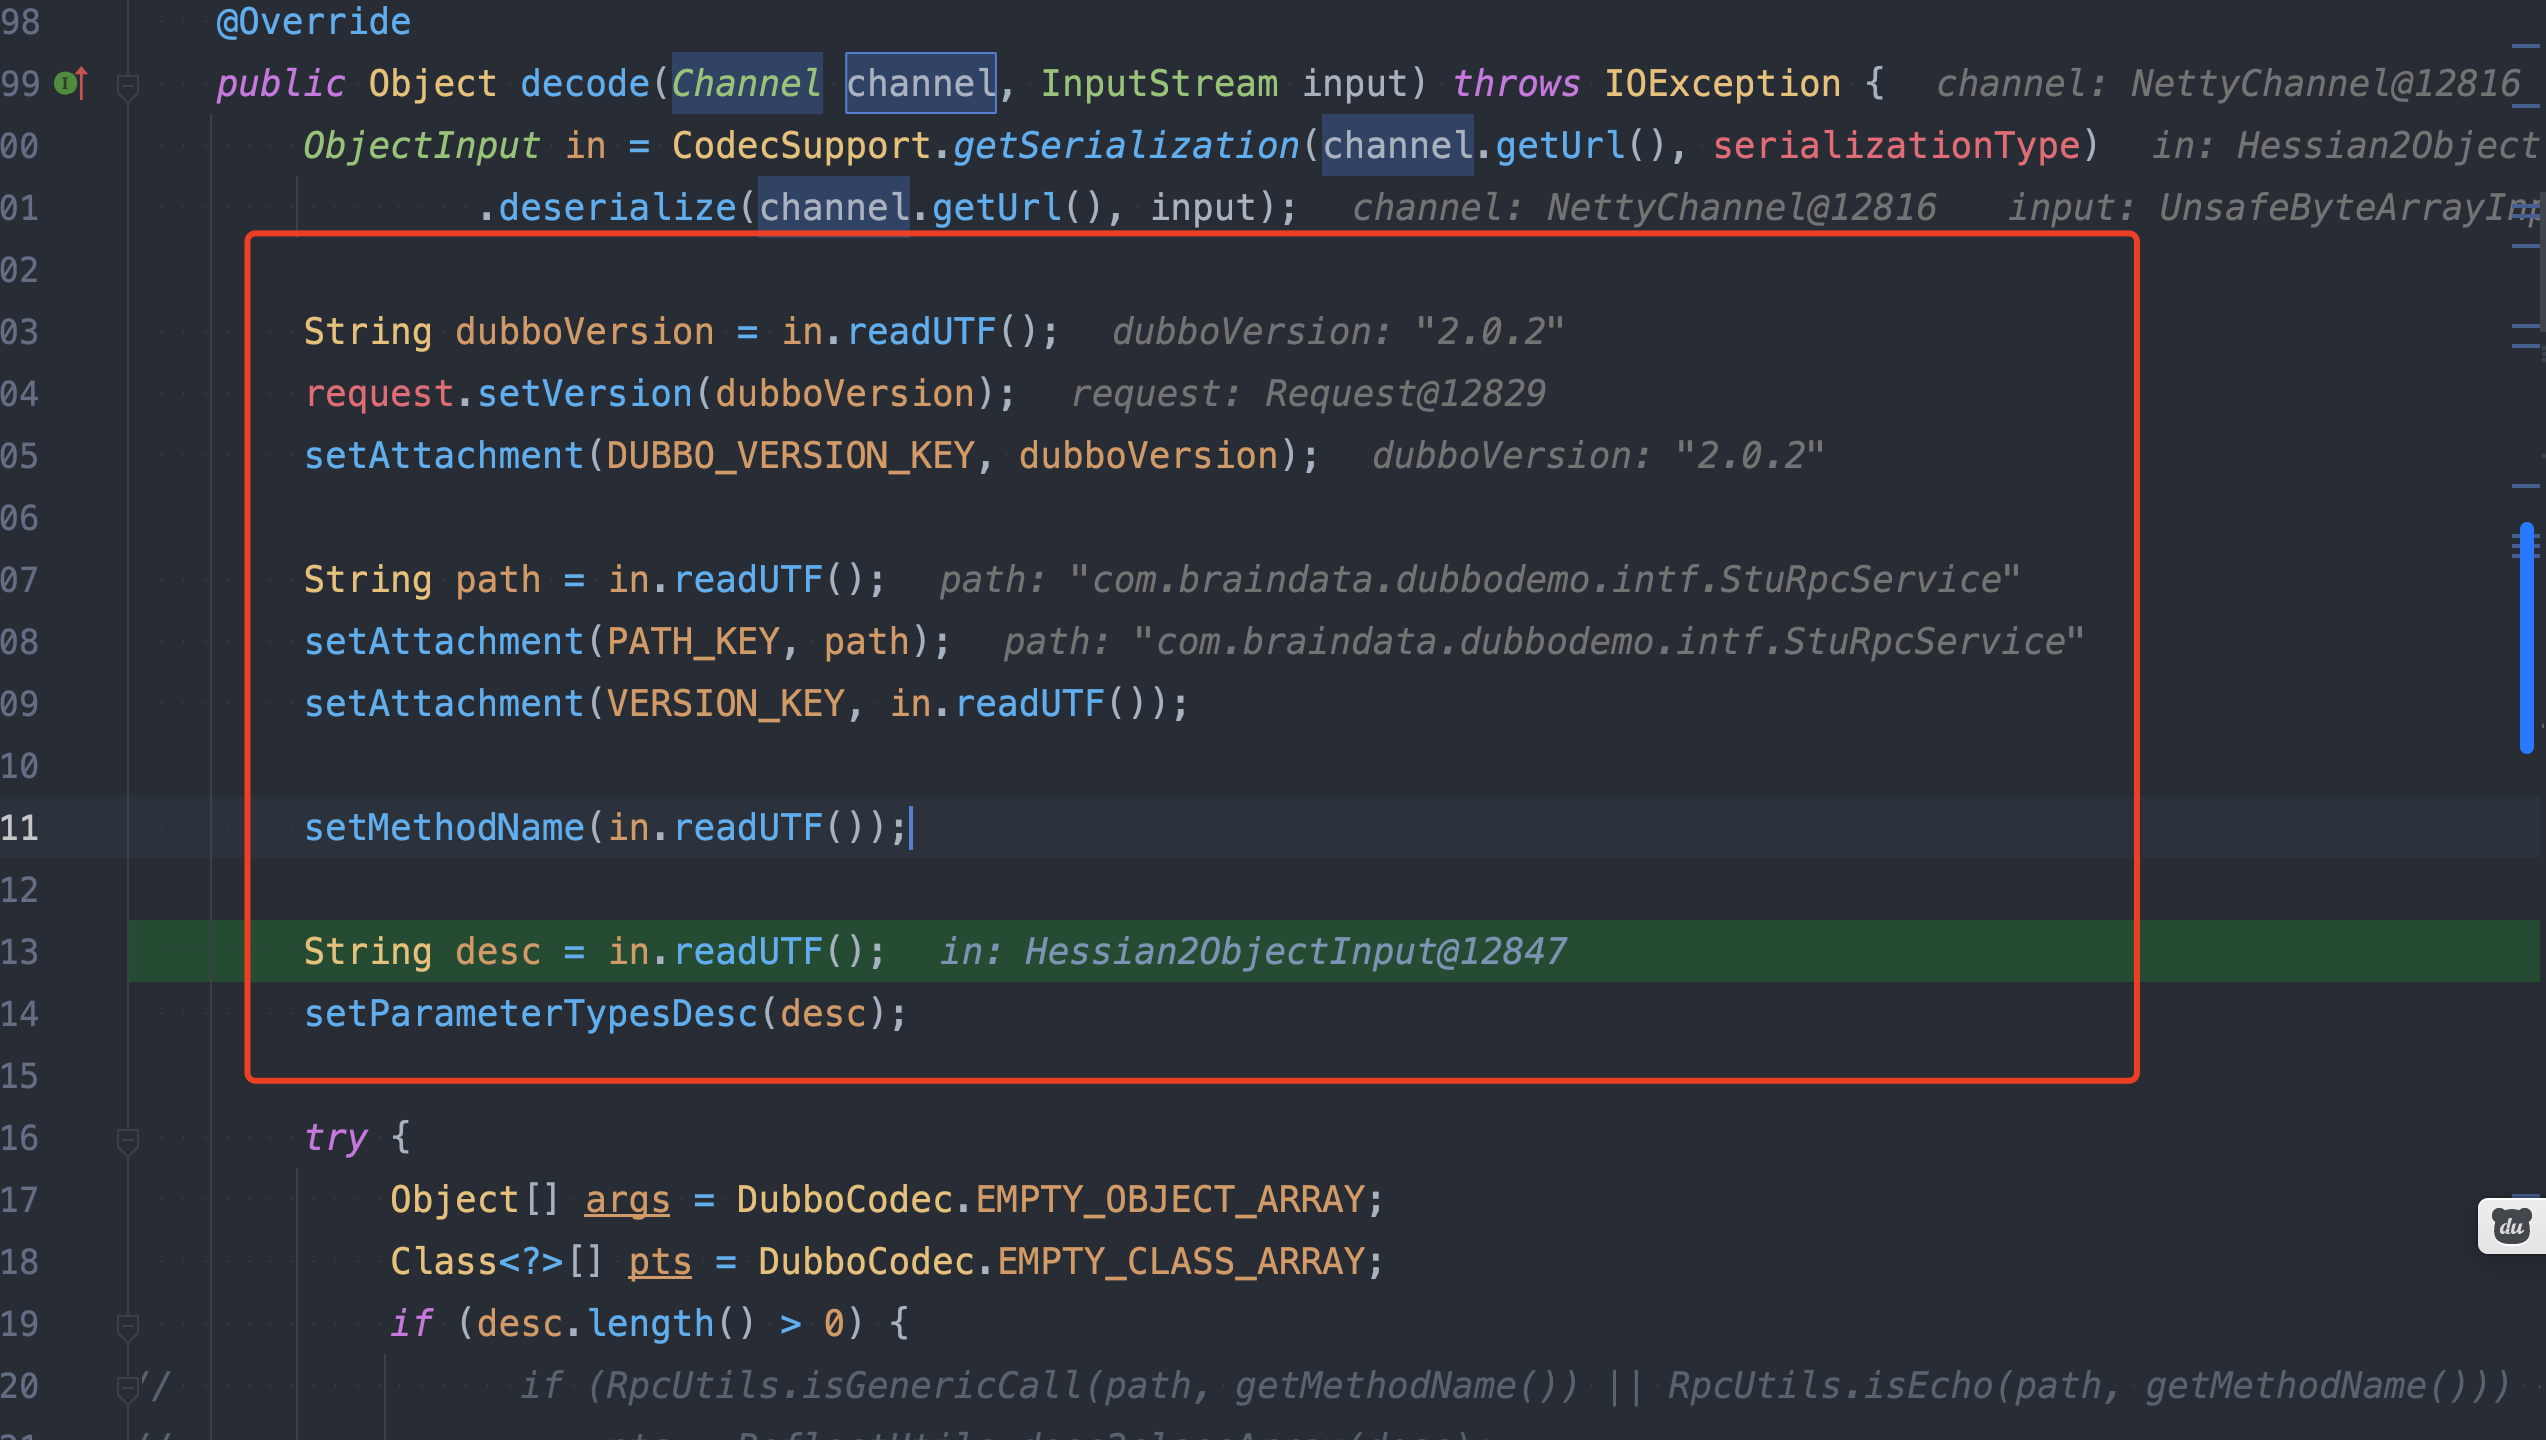 98 @Override
99 public Object decode(Channel channel, InputStream input) throws IOException { channel: NettyChannel@12816
00 ObjectInput in = CodecSupport.getSerialization(channel.getUrl(), serializationType) in: Hessian2Object
01 .deserialize(channel.getUrl(), input); channel: NettyChannel@12816 input: UnsafeByteArrayInp
02
03 String dubboVersion = in.readUTF(); dubboVersion: "2.0.2"
04 request.setVersion(dubboVersion); request: Request@12829
05 setAttachment(DUBBO_VERSION_KEY, dubboVersion); dubboVersion: "2.0.2"
06
07 String path = in.readUTF(); path: "com.braindata.dubbodemo.intf.StuRpcService"
08 setAttachment(PATH_KEY, path); path: "com.braindata.dubbodemo.intf.StuRpcService"
09 setAttachment(VERSION_KEY, in.readUTF());
10
11 setMethodName(in.readUTF());
12
13 String desc = in.readUTF(); in: Hessian2ObjectInput@12847
14 setParameterTypesDesc(desc);
15
16 try {
17 Object[] args = DubboCodec.EMPTY_OBJECT_ARRAY;
18 Class<?>[] pts = DubboCodec.EMPTY_CLASS_ARRAY;
du
19 if (desc.length() > 0) {
20 // if (RpcUtils.isGenericCall(path, getMethodName()) || RpcUtils.isEcho(path, getMethodName()))